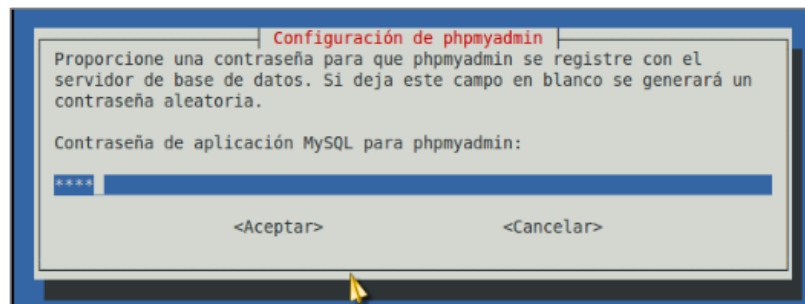 Configuración de phpmyadmin
Proporcione una contraseña para que phpmyadmin se registre con el
servidor de base de datos. Si deja este campo en blanco se generará un
contraseña aleatoria.
Contraseña de aplicación MySQL para phpmyadmin:
****
<Aceptar> <Cancelar>